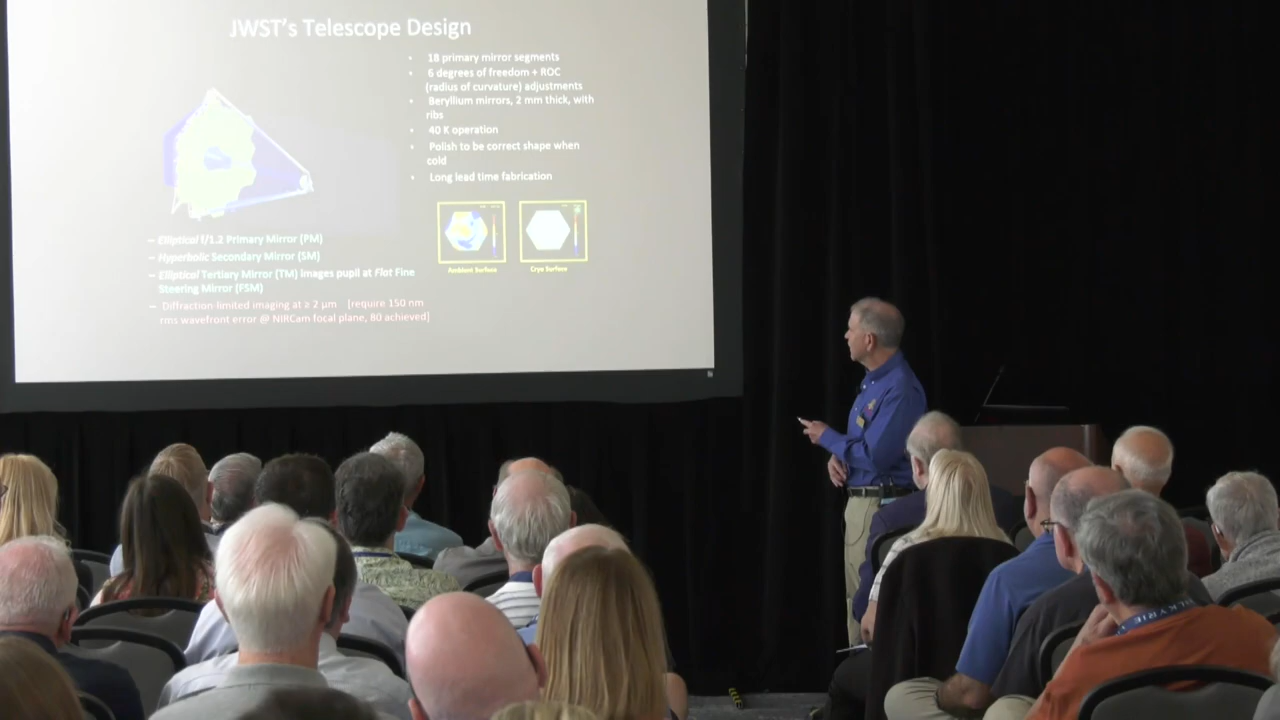 JWST's Telescope Design
• 18 primary mirror segments
• 6 degrees of freedom + ROC
(radius of curvature) adjustments
• Beryllium mirrors, 2 mm thick, with
ribs
• 40 K operation
• Polish to be correct shape when
cold
• Long lead time fabrication
Ambient Surface
Cryo Surface
– Elliptical f/1.2 Primary Mirror (PM)
– Hyperbolic Secondary Mirror (SM)
– Elliptical Tertiary Mirror (TM) images pupil at Flat Fine
Steering Mirror (FSM)
– Diffraction-limited imaging at ≥ 2 µm [require 150 nm
rms wavefront error @ NIRCam focal plane, 80 achieved]